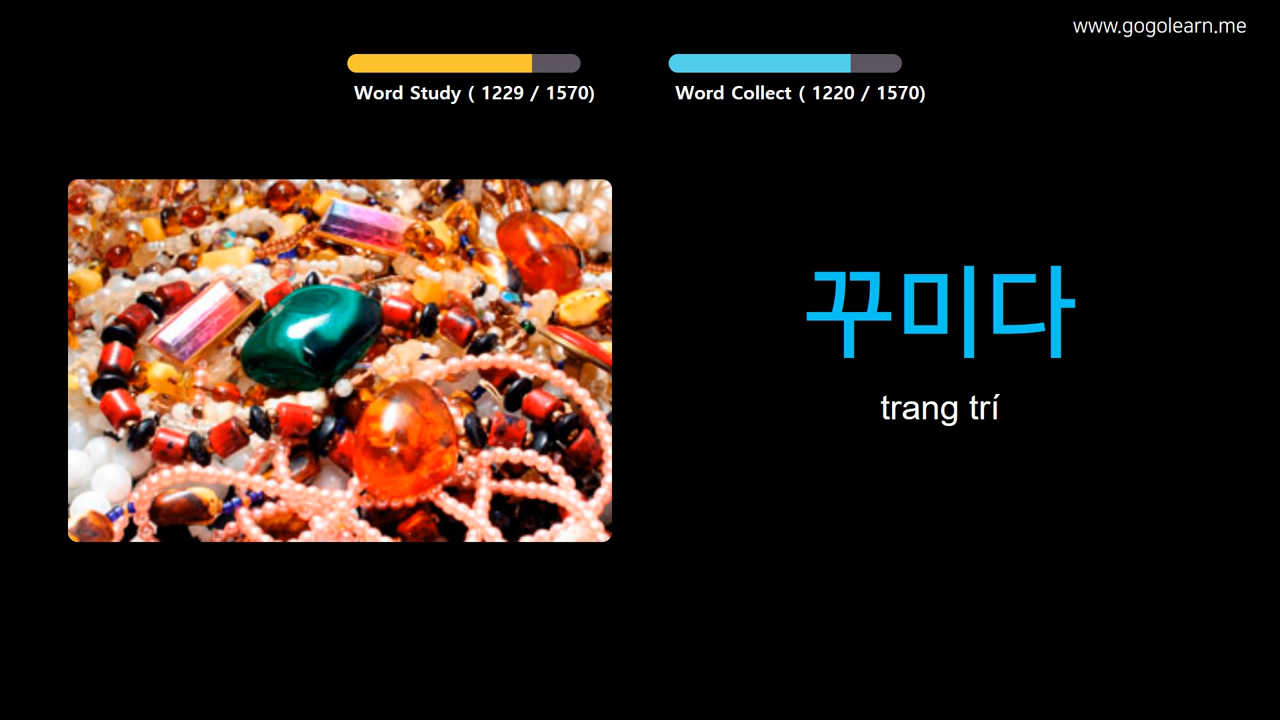 www.gogolearn.me
Word Study ( 1229 / 1570)
Word Collect ( 1220 / 1570)
꾸미다
trang trí